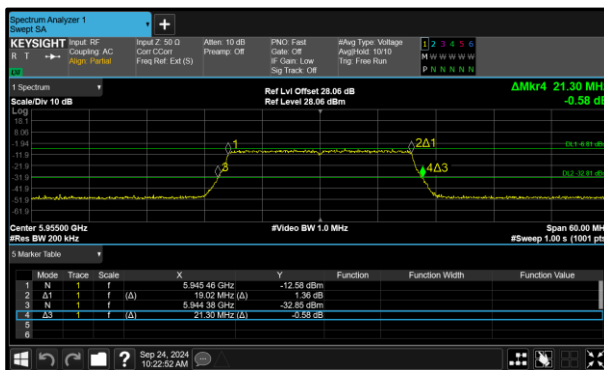 Spectrum Analyzer 1
Swept SA
+
KEYSIGHT Input: RF Input Z: 50 Ω Atten: 10 dB PNO: Fast #Avg Type: Voltage 1 2 3 4 5 6
R T Coupling: AC Corr CCorr Preamp: Off Gate: Off Avg|Hold: 10/10 M W W W W W
Align: Partial Freq Ref: Ext (S) IF Gain: Low Trig: Free Run
Sig Track: Off P N N N N N
1 Spectrum Ref Lvl Offset 28.06 dB ΔMkr4 21.30 MHz
Scale/Div 10 dB Ref Level 28.06 dBm -0.58 dB
Log
18.1
8.06
-1.94 1 2Δ1 DL1 -6.81 dBm
-11.9
-21.9
-31.9 3 4Δ3 DL2 -32.81 dBm
-41.9
-51.9
-61.9
Center 5.95500 GHz #Video BW 1.0 MHz Span 60.00 MHz
#Res BW 200 kHz #Sweep 1.00 s (1001 pts)
5 Marker Table
Mode Trace Scale X Y Function Function Width Function Value
1 N 1 f 5.945 46 GHz -12.58 dBm
2 Δ1 1 f (Δ) 19.02 MHz (Δ) 1.36 dB
3 N 1 f 5.944 38 GHz -32.85 dBm
4 Δ3 1 f (Δ) 21.30 MHz (Δ) -0.58 dB
5
6
? Sep 24, 2024
10:22:52 AM